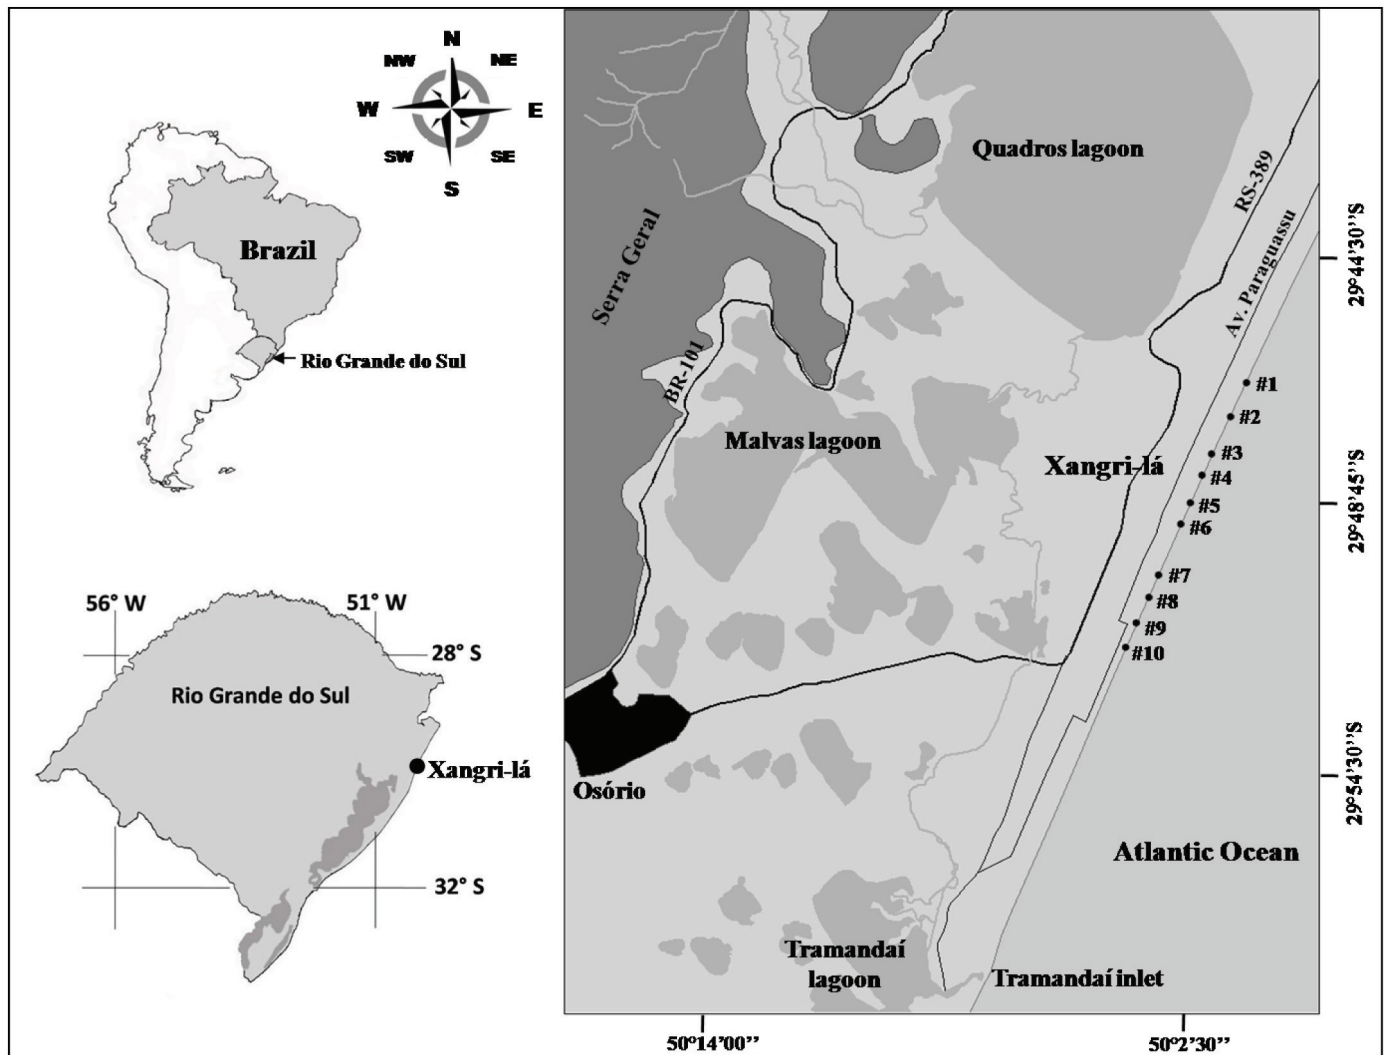 N
NW
NE
W
E
SW
SE
S
Brazil
Rio Grande do Sul
56° W
51° W
28° S
Rio Grande do Sul
Xangri-lá
32° S
Quadros lagoon
RS-389
Av. Paraguassu
Serra Geral
BR-101
Malvas lagoon
Xangri-lá
#1
#2
#3
#4
#5
#6
#7
#8
#9
#10
Osório
Atlantic Ocean
Tramandaí
lagoon
Tramandaí inlet
29°44'30''S
29°48'45''S
29°54'30''S
50°14'00''
50°2'30''